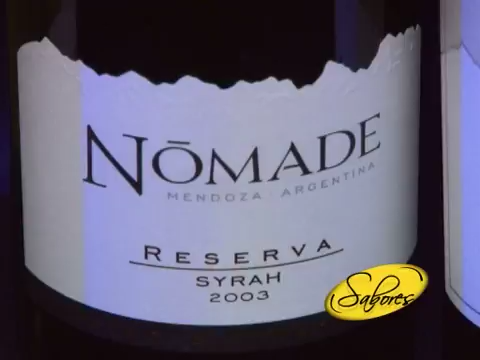 NŌMADE
MENDOZA . ARGENTINA
RESERVA
SYRAH
2003
Sabores